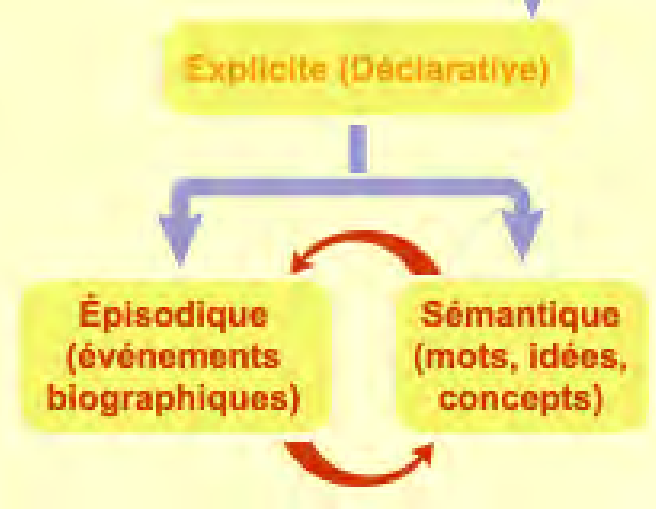 Explicite (Déclarative)
Épisodique
(événements
biographiques)
Sémantique
(mots, idées,
concepts)